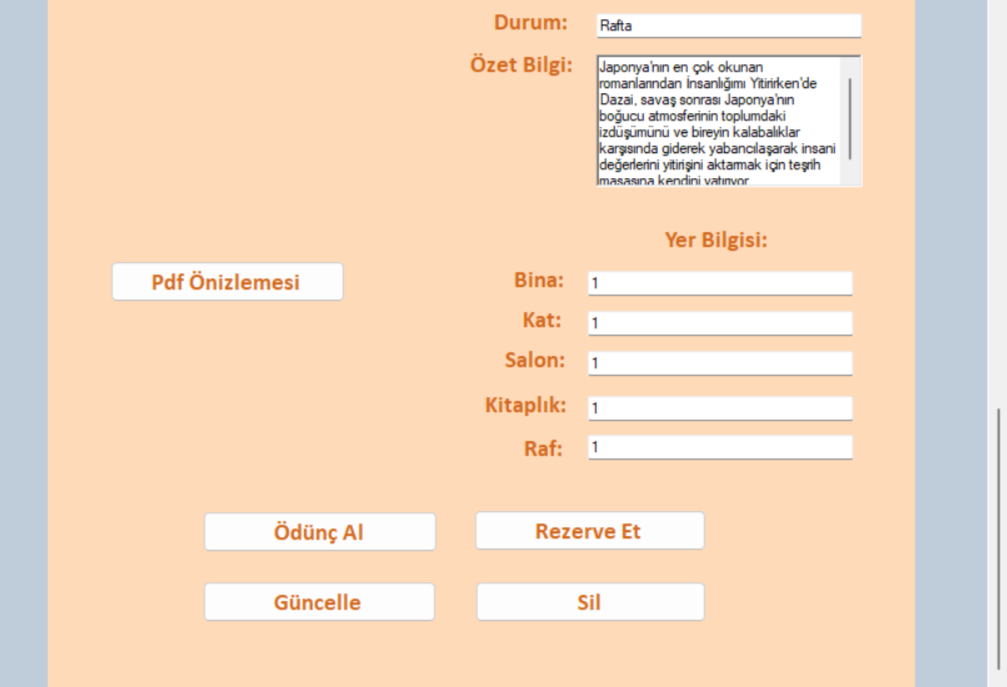 Durum: Rafta
Özet Bilgi:
Japonya'nın en çok okunan
romanlarından İnsanlığımı Yitirirken'de
Dazai, savaş sonrası Japonya'nın
boğucu atmosferinin toplumdaki
izdüşümünü ve bireyin kalabalıklar
karşısında giderek yabancılaşarak insani
değerlerini yitirişini aktarmak için teşrih
masasına kendini yatırıyor
Yer Bilgisi:
Pdf Önizlemesi
Bina: 1
Kat: 1
Salon: 1
Kitaplık: 1
Raf: 1
Ödünç Al
Rezerve Et
Güncelle
Sil